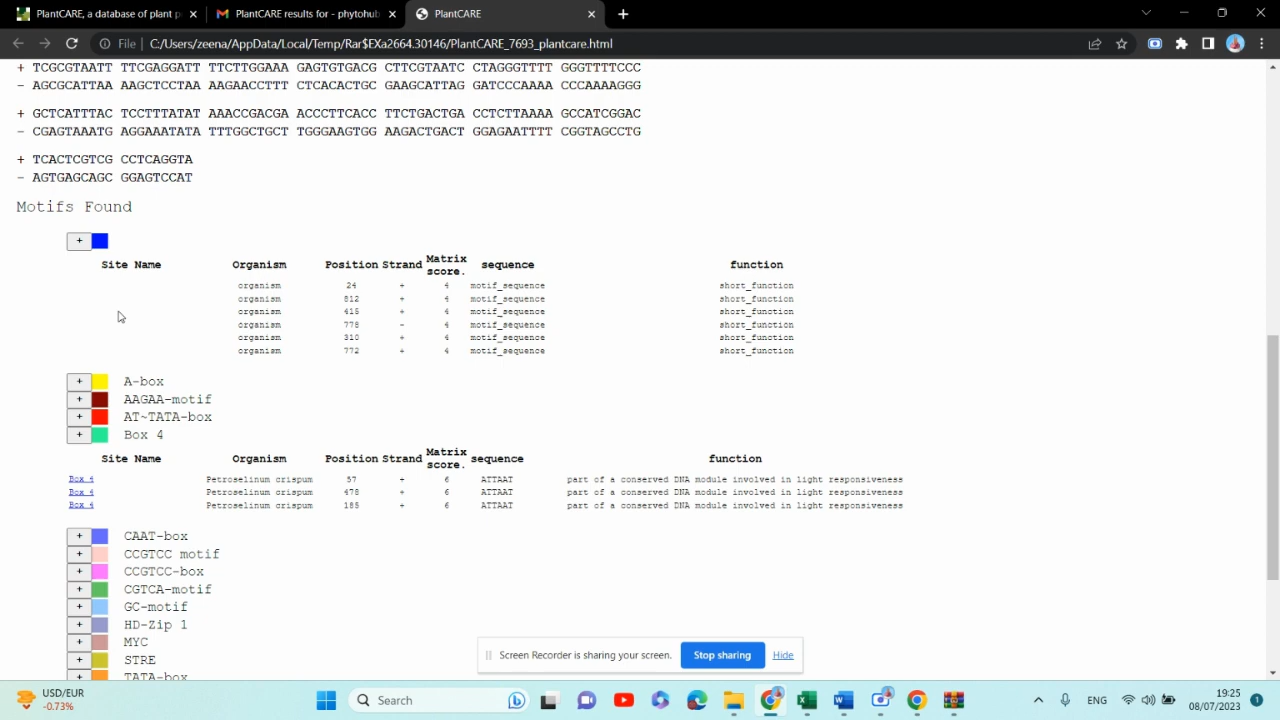 PlantCARE, a database of plant p
PlantCARE results for - phytohub
PlantCARE
File
C:/Users/zeena/AppData/Local/Temp/Rar$EXa2664.30146/PlantCARE_7693_plantcare.html
+ TCGCGTAATT TTCGAGGATT TTCTTGGAAA GAGTGTGACG CTTCGTAATC CTAGGGTTTT GGGTTTTCCC
- AGCGCATTAA AAGCTCCTAA AAGAACCTTT CTCACACTGC GAAGCATTAG GATCCCAAAA CCCAAAAGGG
+ GCTCATTTAC TCCTTTATAT AAACCGACGA ACCCTTCACC TTCTGACTGA CCTCTTAAAA GCCATCGGAC
- CGAGTAAATG AGGAAATATA TTTGGCTGCT TGGGAAGTGG AAGACTGACT GGAGAATTTT CGGTAGCCTG
+ TCACTCGTCG CCTCAGGTA
- AGTGAGCAGC GGAGTCCAT
Motifs Found
+
Site Name Organism Position Strand Matrix score. sequence function
organism 24 + 4 motif_sequence short_function
organism 812 + 4 motif_sequence short_function
organism 415 + 4 motif_sequence short_function
organism 778 - 4 motif_sequence short_function
organism 310 + 4 motif_sequence short_function
organism 772 + 4 motif_sequence short_function
+ A-box
+ AAGAA-motif
+ AT~TATA-box
+ Box 4
Site Name Organism Position Strand Matrix score. sequence function
Box 4 Petroselinum crispum 57 + 6 ATTAAT part of a conserved DNA module involved in light responsiveness
Box 4 Petroselinum crispum 478 + 6 ATTAAT part of a conserved DNA module involved in light responsiveness
Box 4 Petroselinum crispum 185 + 6 ATTAAT part of a conserved DNA module involved in light responsiveness
+ CAAT-box
+ CCGTCC motif
+ CCGTCC-box
+ CGTCA-motif
+ GC-motif
+ HD-Zip 1
+ MYC
+ STRE
+ TATA-box
Screen Recorder is sharing your screen. Stop sharing Hide
USD/EUR
-0.73%
Search
ENG
19:25
08/07/2023
1